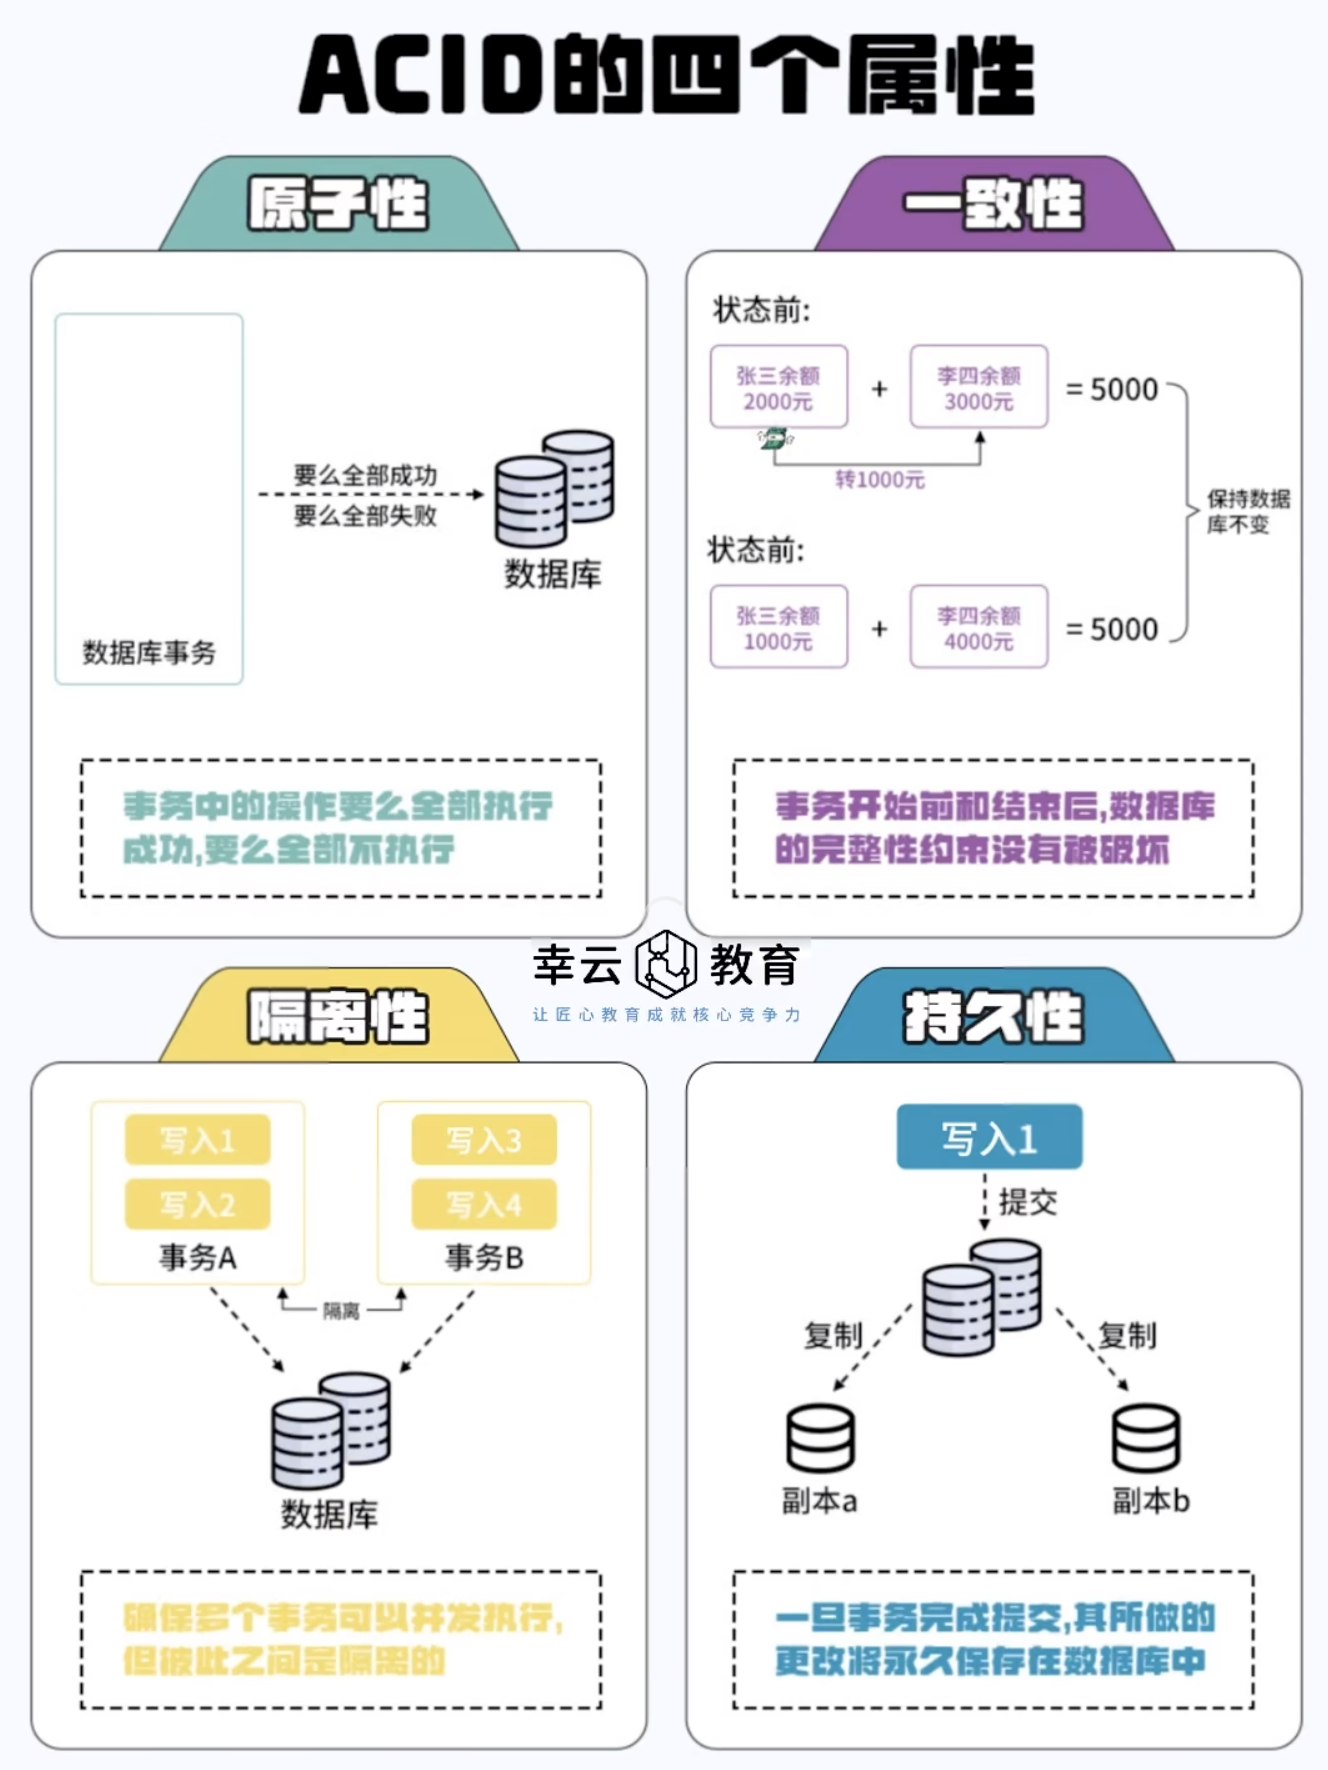 ACID的四个属性
原子性
数据库事务
要么全部成功
要么全部失败
数据库
事务中的操作要么全部执行
成功,要么全部不执行
一致性
状态前:
张三余额
2000元
+
李四余额
3000元
= 5000
转1000元
状态前:
张三余额
1000元
+
李四余额
4000元
= 5000
保持数据
库不变
事务开始前和结束后,数据库
的完整性约束没有被破坏
幸云 教育
让匠心教育成就核心竞争力
隔离性
写入1
写入2
事务A
写入3
写入4
事务B
隔离
数据库
确保多个事务可以并发执行,
但彼此之间是隔离的
持久性
写入1
提交
复制
复制
副本a
副本b
一旦事务完成提交,其所做的
更改将永久保存在数据库中